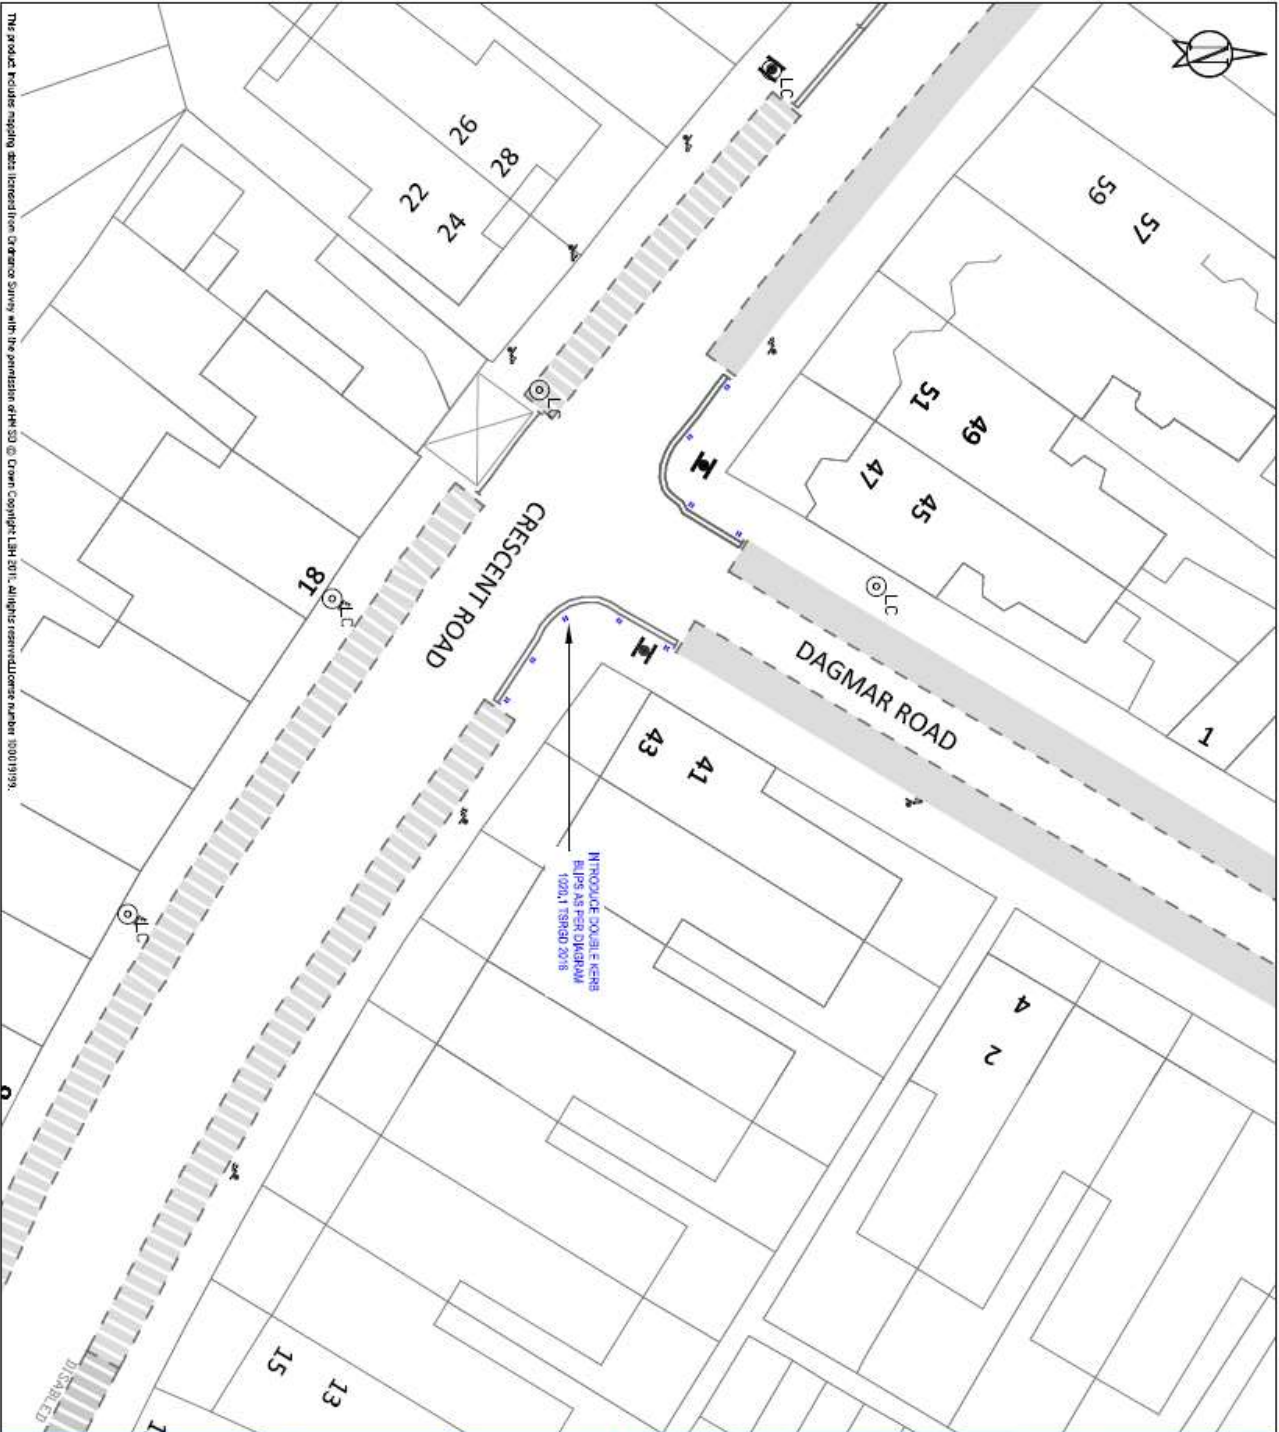 This product includes mapping data licensed from Ordnance Survey with the permission of HMSO © Crown Copyright LBH 2011. All rights reserved. License number 100019199.
N
LC
26
28
22
24
59
57
51
49
47
45
LC
LC
18
LC
LC
CRESCENT ROAD
DAGMAR ROAD
1
43
41
INTRODUCE DOUBLE KERB
BLIPS AS PER DIAGRAM
1020.1 TSRGD 2016
4
2
15
13
DISABLED